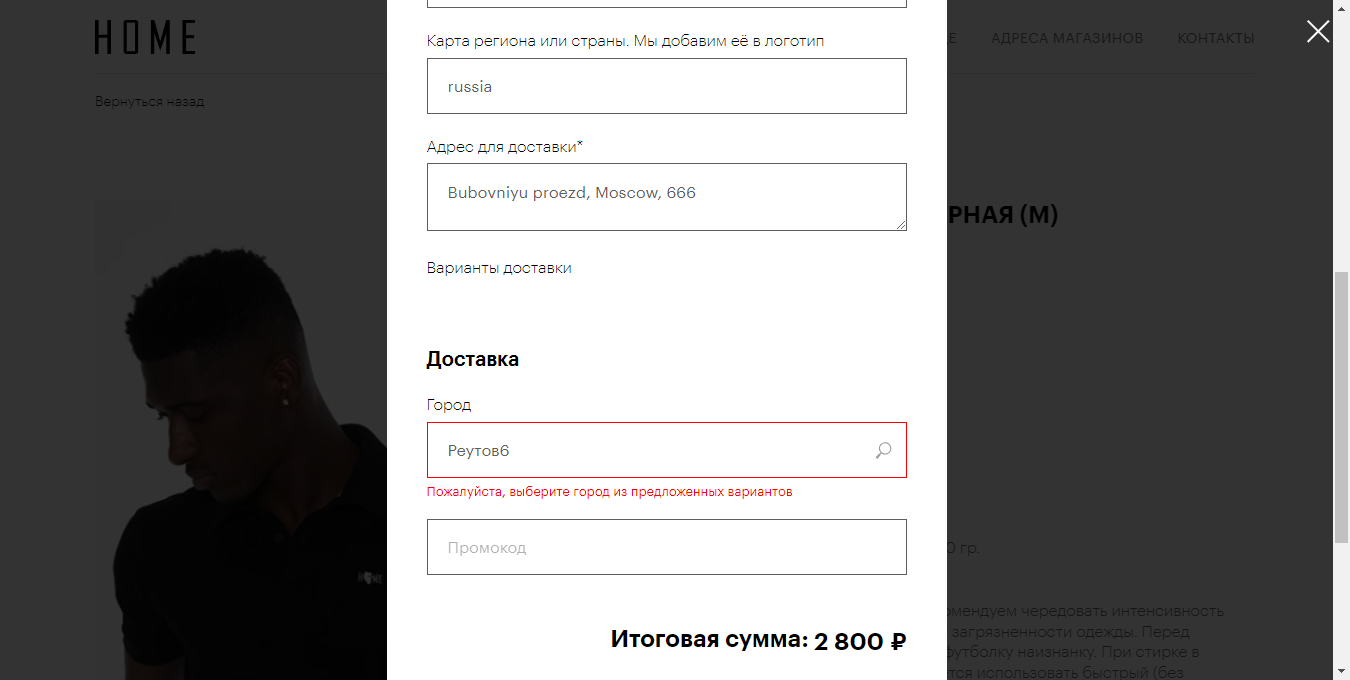 HOME
Е
АДРЕСА МАГАЗИНОВ
КОНТАКТЫ
Вернуться назад
Карта региона или страны. Мы добавим её в логотип
russia
Адрес для доставки*
Bubovniyu proezd, Moscow, 666
РНАЯ (M)
Варианты доставки
Доставка
Город
Реутов6
Пожалуйста, выберите город из предложенных вариантов
Промокод
0 гр.
HOME
омендуем чередовать интенсивность
загрязненности одежды. Перед
футболку наизнанку. При стирке в
тся использовать быстрый (без
Итоговая сумма: 2 800 ₽